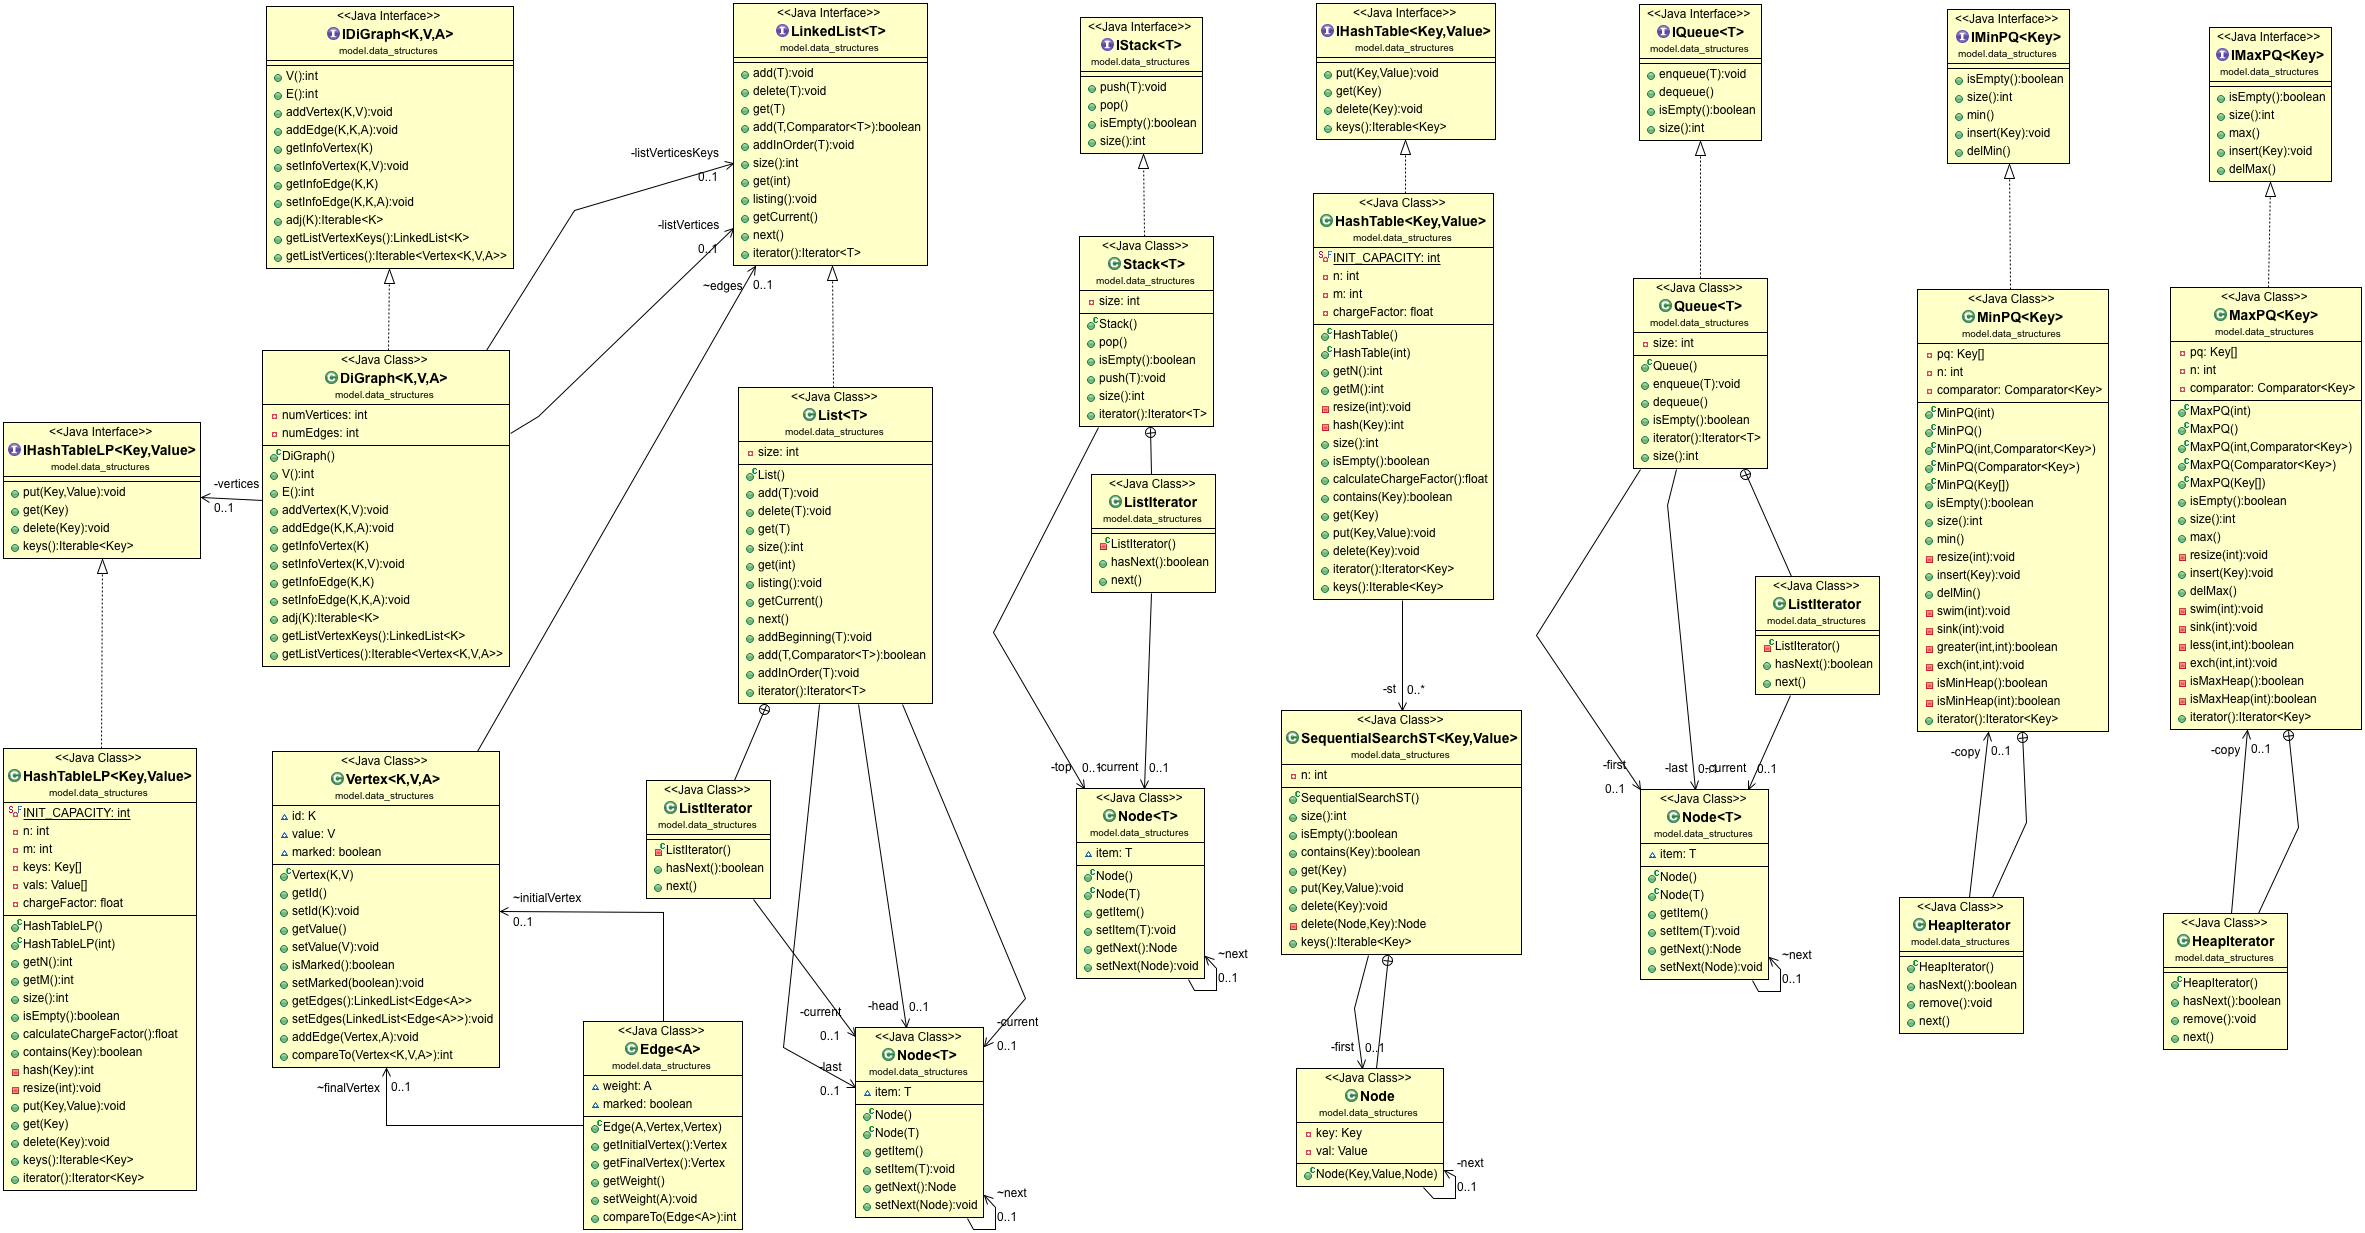 <<Java Interface>>
IDiGraph<K,V,A>
model.data_structures
V():int
E():int
addVertex(K,V):void
addEdge(K,K,A):void
getInfoVertex(K)
setInfoVertex(K,V):void
getInfoEdge(K,K)
setInfoEdge(K,K,A):void
adj(K):Iterable<K>
getListVertexKeys():LinkedList<K>
getListVertices():Iterable<Vertex<K,V,A>>
<<Java Interface>>
LinkedList<T>
model.data_structures
add(T):void
delete(T):void
get(T)
add(T,Comparator<T>):boolean
addInOrder(T):void
size():int
get(int)
listing():void
getCurrent()
next()
iterator():Iterator<T>
-listVerticesKeys
0..1
-listVertices
0..1
~edges
0..1
<<Java Interface>>
IStack<T>
model.data_structures
push(T):void
pop()
isEmpty():boolean
size():int
<<Java Interface>>
IHashTable<Key,Value>
model.data_structures
put(Key,Value):void
get(Key)
delete(Key):void
keys():Iterable<Key>
<<Java Interface>>
IQueue<T>
model.data_structures
enqueue(T):void
dequeue()
isEmpty():boolean
size():int
<<Java Interface>>
IMinPQ<Key>
model.data_structures
isEmpty():boolean
size():int
min()
insert(Key):void
delMin()
<<Java Interface>>
IMaxPQ<Key>
model.data_structures
isEmpty():boolean
size():int
max()
insert(Key):void
delMax()
<<Java Class>>
DiGraph<K,V,A>
model.data_structures
numVertices: int
numEdges: int
DiGraph()
V():int
E():int
addVertex(K,V):void
addEdge(K,K,A):void
getInfoVertex(K)
setInfoVertex(K,V):void
getInfoEdge(K,K)
setInfoEdge(K,K,A):void
adj(K):Iterable<K>
getListVertexKeys():LinkedList<K>
getListVertices():Iterable<Vertex<K,V,A>>
-vertices
0..1
<<Java Interface>>
IHashTableLP<Key,Value>
model.data_structures
put(Key,Value):void
get(Key)
delete(Key):void
keys():Iterable<Key>
<<Java Class>>
List<T>
model.data_structures
size: int
List()
add(T):void
delete(T):void
get(T)
size():int
get(int)
listing():void
getCurrent()
next()
addBeginning(T):void
add(T,Comparator<T>):boolean
addInOrder(T):void
iterator():Iterator<T>
<<Java Class>>
Stack<T>
model.data_structures
size: int
Stack()
pop()
isEmpty():boolean
push(T):void
size():int
iterator():Iterator<T>
<<Java Class>>
ListIterator
model.data_structures
ListIterator()
hasNext():boolean
next()
<<Java Class>>
HashTable<Key,Value>
model.data_structures
INIT_CAPACITY: int
n: int
m: int
chargeFactor: float
HashTable()
HashTable(int)
getN():int
getM():int
resize(int):void
hash(Key):int
size():int
isEmpty():boolean
calculateChargeFactor():float
contains(Key):boolean
get(Key)
put(Key,Value):void
delete(Key):void
iterator():Iterator<Key>
keys():Iterable<Key>
-st
0..*
<<Java Class>>
Queue<T>
model.data_structures
size: int
Queue()
enqueue(T):void
dequeue()
isEmpty():boolean
iterator():Iterator<T>
size():int
<<Java Class>>
ListIterator
model.data_structures
ListIterator()
hasNext():boolean
next()
<<Java Class>>
MinPQ<Key>
model.data_structures
pq: Key[]
n: int
comparator: Comparator<Key>
MinPQ(int)
MinPQ()
MinPQ(int,Comparator<Key>)
MinPQ(Comparator<Key>)
MinPQ(Key[])
isEmpty():boolean
size():int
min()
resize(int):void
insert(Key):void
delMin()
swim(int):void
sink(int):void
greater(int,int):boolean
exch(int,int):void
isMinHeap():boolean
isMinHeap(int):boolean
iterator():Iterator<Key>
<<Java Class>>
MaxPQ<Key>
model.data_structures
pq: Key[]
n: int
comparator: Comparator<Key>
MaxPQ(int)
MaxPQ()
MaxPQ(int,Comparator<Key>)
MaxPQ(Comparator<Key>)
MaxPQ(Key[])
isEmpty():boolean
size():int
max()
resize(int):void
insert(Key):void
delMax()
swim(int):void
sink(int):void
less(int,int):boolean
exch(int,int):void
isMaxHeap():boolean
isMaxHeap(int):boolean
iterator():Iterator<Key>
<<Java Class>>
HashTableLP<Key,Value>
model.data_structures
INIT_CAPACITY: int
n: int
m: int
keys: Key[]
vals: Value[]
chargeFactor: float
HashTableLP()
HashTableLP(int)
getN():int
getM():int
size():int
isEmpty():boolean
calculateChargeFactor():float
contains(Key):boolean
hash(Key):int
resize(int):void
put(Key,Value):void
get(Key)
delete(Key):void
keys():Iterable<Key>
iterator():Iterator<Key>
<<Java Class>>
Vertex<K,V,A>
model.data_structures
id: K
value: V
marked: boolean
Vertex(K,V)
getId()
setId(K):void
getValue()
setValue(V):void
isMarked():boolean
setMarked(boolean):void
getEdges():LinkedList<Edge<A>>
setEdges(LinkedList<Edge<A>>):void
addEdge(Vertex,A):void
compareTo(Vertex<K,V,A>):int
~initialVertex
0..1
~finalVertex
0..1
<<Java Class>>
Edge<A>
model.data_structures
weight: A
marked: boolean
Edge(A,Vertex,Vertex)
getInitialVertex():Vertex
getFinalVertex():Vertex
getWeight()
setWeight(A):void
compareTo(Edge<A>):int
<<Java Class>>
ListIterator
model.data_structures
ListIterator()
hasNext():boolean
next()
-current
0..1
-head
0..1
-current
0..1
-last
0..1
<<Java Class>>
Node<T>
model.data_structures
item: T
Node()
Node(T)
getItem()
setItem(T):void
getNext():Node
setNext(Node):void
~next
0..1
-top
0..1
-current
0..1
<<Java Class>>
Node<T>
model.data_structures
item: T
Node()
Node(T)
getItem()
setItem(T):void
getNext():Node
setNext(Node):void
~next
0..1
<<Java Class>>
SequentialSearchST<Key,Value>
model.data_structures
n: int
SequentialSearchST()
size():int
isEmpty():boolean
contains(Key):boolean
get(Key)
put(Key,Value):void
delete(Key):void
delete(Node,Key):Node
keys():Iterable<Key>
-first
0..1
<<Java Class>>
Node
model.data_structures
key: Key
val: Value
Node(Key,Value,Node)
-next
0..1
-first
0..1
-last
0..1
-current
0..1
<<Java Class>>
Node<T>
model.data_structures
item: T
Node()
Node(T)
getItem()
setItem(T):void
getNext():Node
setNext(Node):void
~next
0..1
-copy
0..1
<<Java Class>>
HeapIterator
model.data_structures
HeapIterator()
hasNext():boolean
remove():void
next()
-copy
0..1
<<Java Class>>
HeapIterator
model.data_structures
HeapIterator()
hasNext():boolean
remove():void
next()